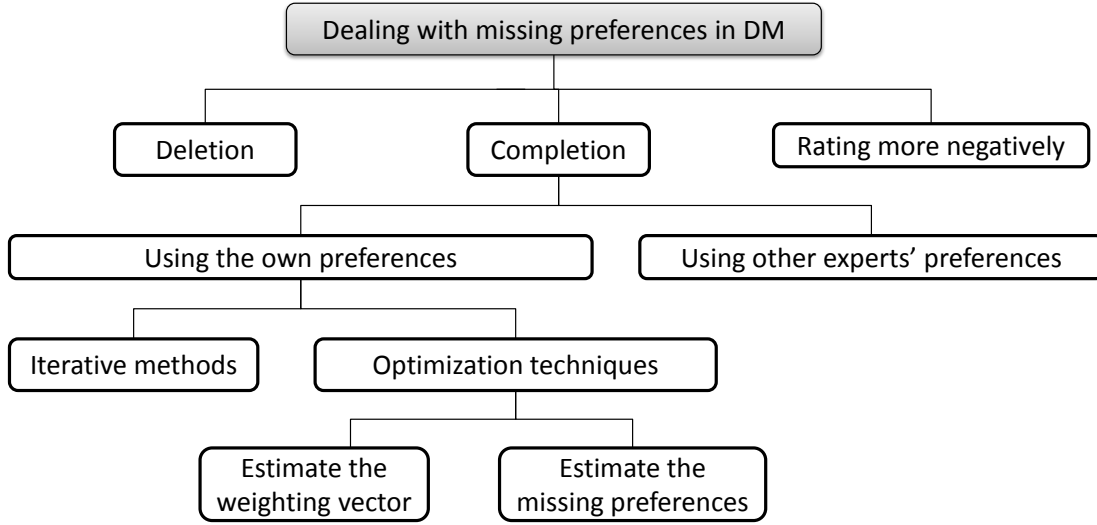 Dealing with missing preferences in DM
Deletion
Completion
Rating more negatively
Using the own preferences
Using other experts’ preferences
Iterative methods
Optimization techniques
Estimate the
weighting vector
Estimate the
missing preferences